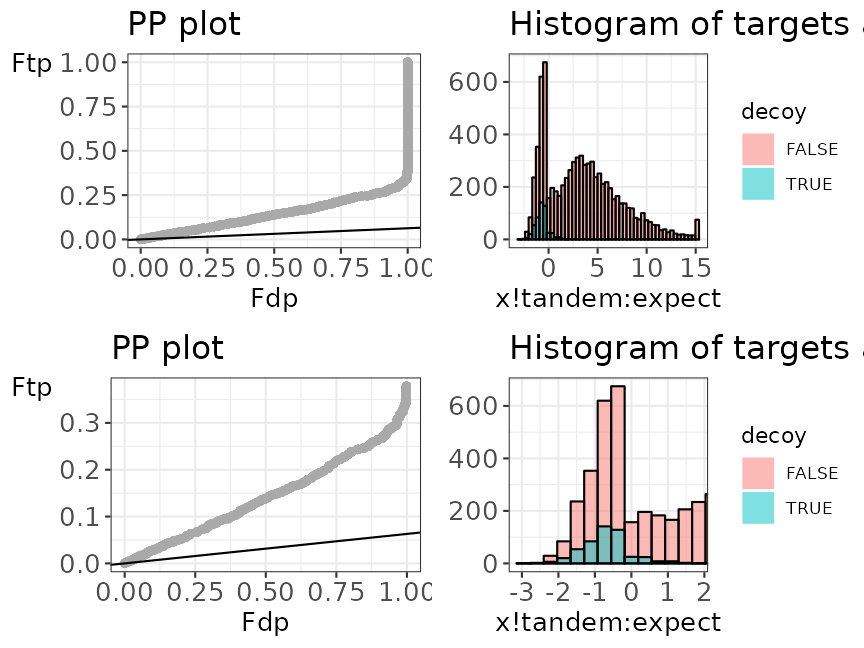 PP plot
Ftp
1.00
0.75
0.50
0.25
0.00
0.00 0.25 0.50 0.75 1.00
Fdp
Histogram of targets a
600
400
200
0
0 5 10 15
x!tandem:expect
decoy
FALSE
TRUE
PP plot
Ftp
0.3
0.2
0.1
0.0
0.00 0.25 0.50 0.75 1.00
Fdp
Histogram of targets a
600
400
200
0
-3 -2 -1 0 1 2
x!tandem:expect
decoy
FALSE
TRUE